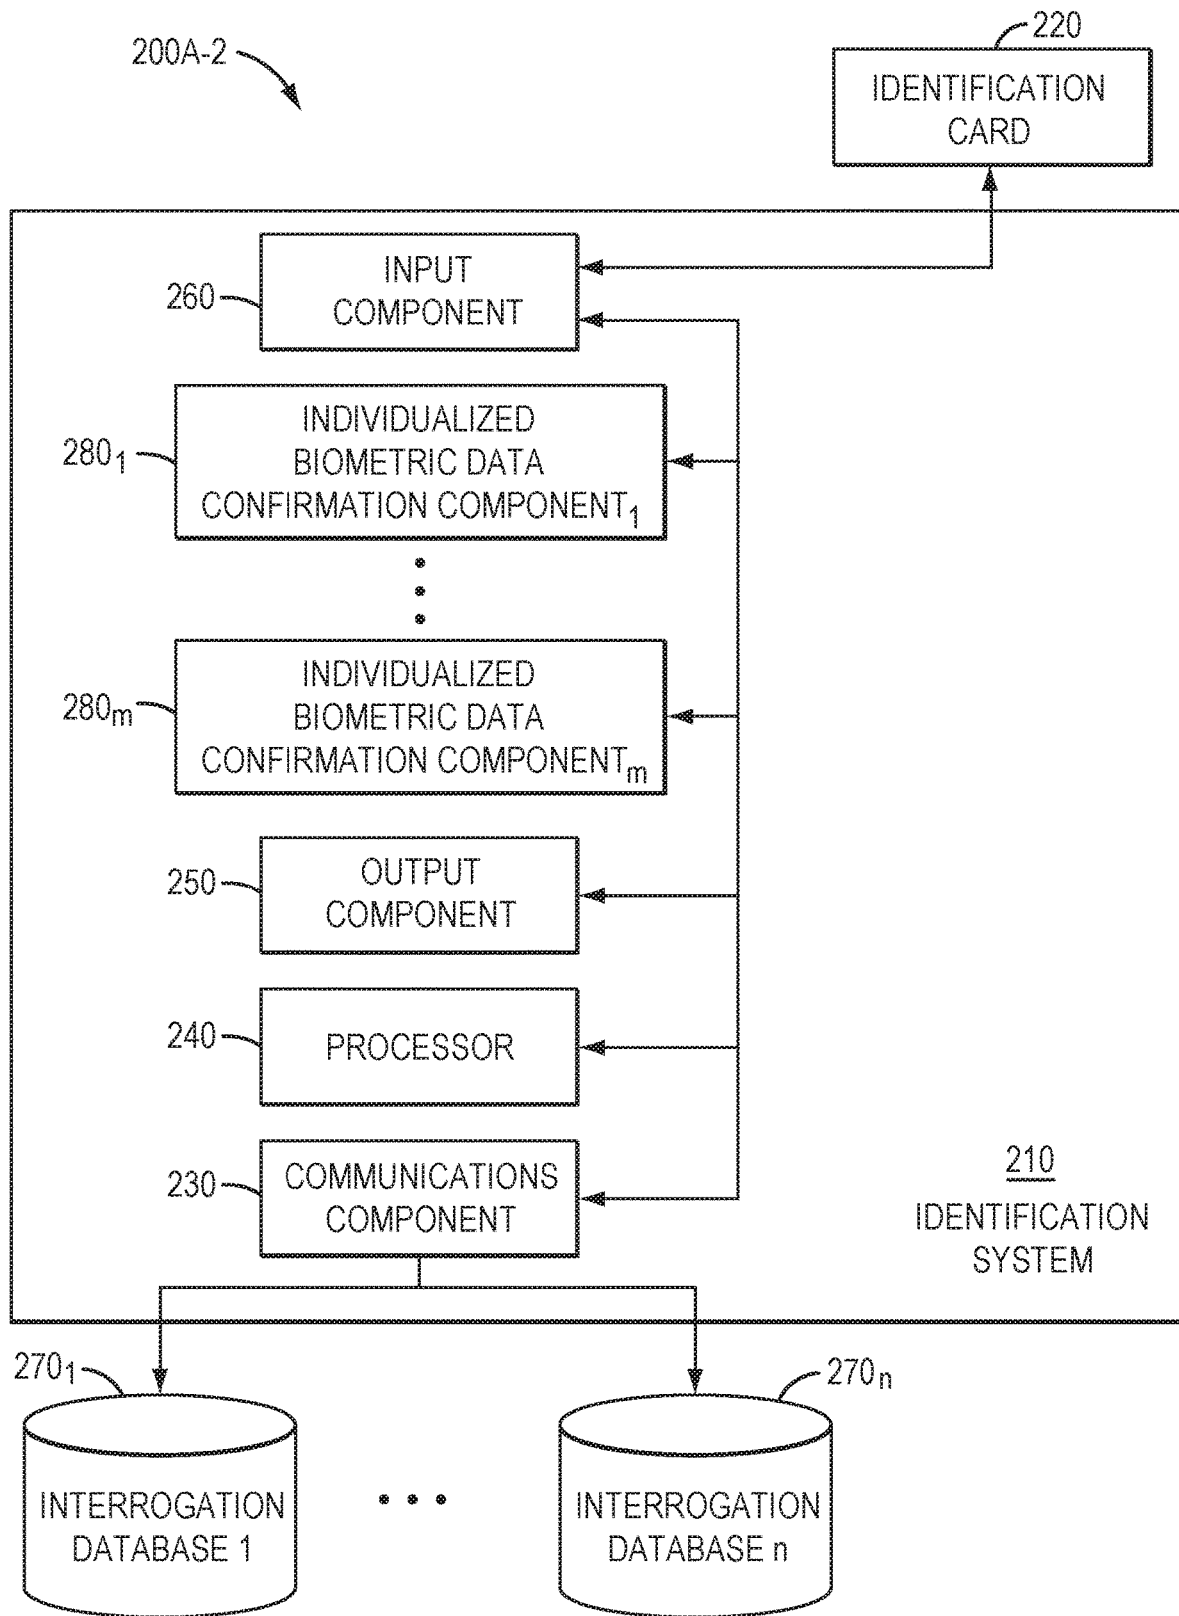 200A-2
220
IDENTIFICATION
CARD
260
INPUT
COMPONENT
280₁
INDIVIDUALIZED
BIOMETRIC DATA
CONFIRMATION COMPONENT₁
280ₘ
INDIVIDUALIZED
BIOMETRIC DATA
CONFIRMATION COMPONENTₘ
250
OUTPUT
COMPONENT
240
PROCESSOR
230
COMMUNICATIONS
COMPONENT
210
IDENTIFICATION
SYSTEM
270₁
INTERROGATION
DATABASE 1
270ₙ
INTERROGATION
DATABASE n